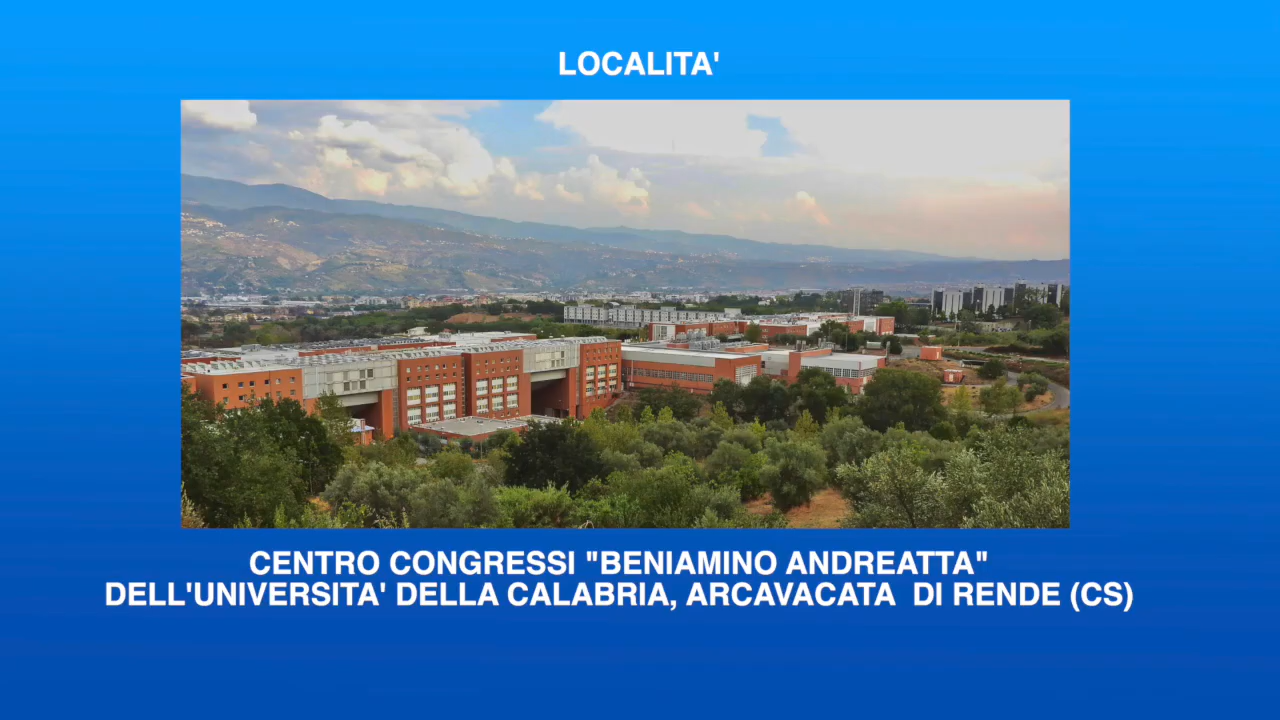 LOCALITA'
CENTRO CONGRESSI "BENIAMINO ANDREATTA"
DELL'UNIVERSITA' DELLA CALABRIA, ARCAVACATA  DI RENDE (CS)